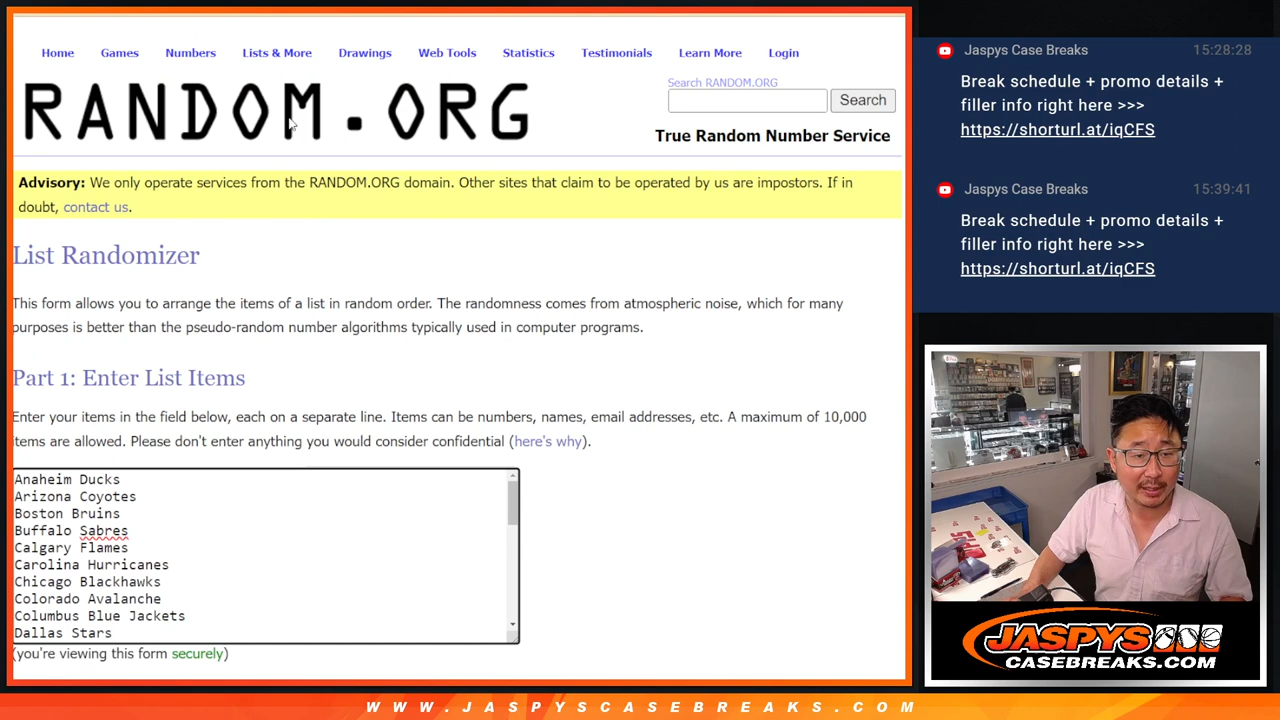 Home Games Numbers Lists & More Drawings Web Tools Statistics Testimonials Learn More Login
RANDOM.ORG
Search RANDOM.ORG
Search
True Random Number Service
Advisory: We only operate services from the RANDOM.ORG domain. Other sites that claim to be operated by us are impostors. If in
doubt, contact us.
List Randomizer
This form allows you to arrange the items of a list in random order. The randomness comes from atmospheric noise, which for many
purposes is better than the pseudo-random number algorithms typically used in computer programs.
Part 1: Enter List Items
Enter your items in the field below, each on a separate line. Items can be numbers, names, email addresses, etc. A maximum of 10,000
items are allowed. Please don't enter anything you would consider confidential (here's why).
Anaheim Ducks
Arizona Coyotes
Boston Bruins
Buffalo Sabres
Calgary Flames
Carolina Hurricanes
Chicago Blackhawks
Colorado Avalanche
Columbus Blue Jackets
Dallas Stars
(you're viewing this form securely)
Jaspys Case Breaks 15:28:28
Break schedule + promo details +
filler info right here >>>
https://shorturl.at/iqCFS
Jaspys Case Breaks 15:39:41
Break schedule + promo details +
filler info right here >>>
https://shorturl.at/iqCFS
JASPYS
CASEBREAKS.COM
WWW.JASPYSCASEBREAKS.COM